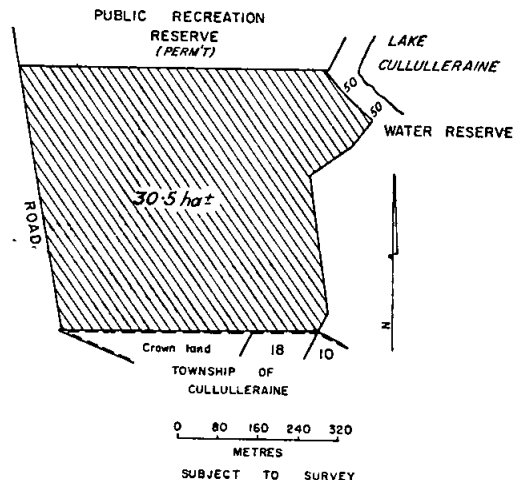 PUBLIC RECREATION
RESERVE
(PERM'T)
LAKE
CULLULLERAINE
50
50
WATER RESERVE
30·5 ha±
ROAD
N
Crown land
18
10
TOWNSHIP OF
CULLULLERAINE
0 80 160 240 320
METRES
SUBJECT TO SURVEY